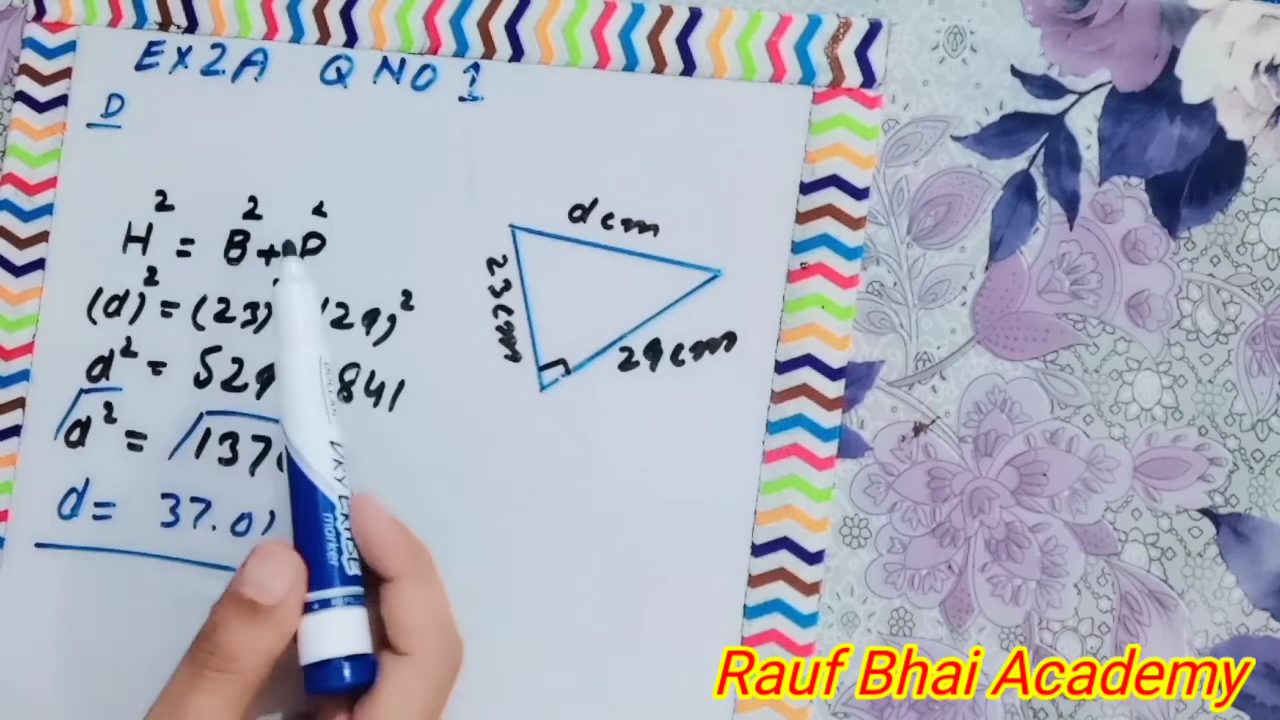 EX2A Q NO 1
D
H² = B² + P²
(d)² = (23) (29)²
d² = 529 841
√d² = √137
d = 37.01
d cm
23 cm
29 cm
marker
Rauf Bhai Academy